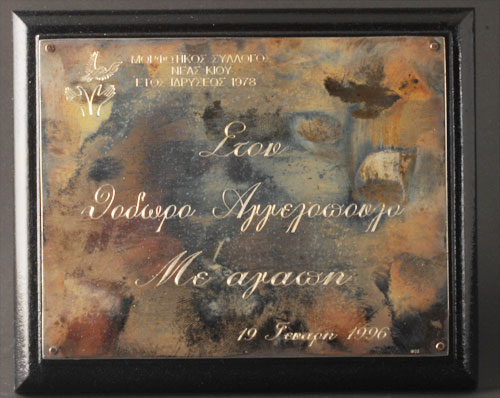 ΜΟΡΦΩΤΙΚΟΣ ΣΥΛΛΟΓΟΣ
ΝΕΑΣ ΚΙΟΥ
ΕΤΟΣ ΙΔΡΥΣΕΩΣ 1978
Στον
Θοδωρο Αγγελοπουλο
Με αγαπη
19 Γεναρη 1996